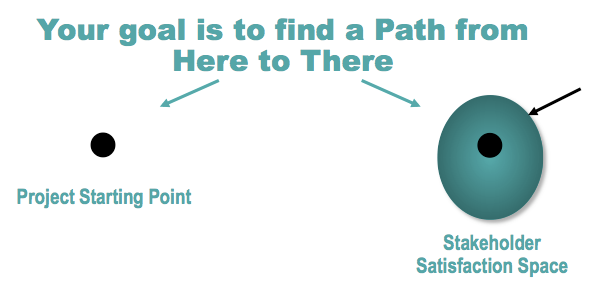 Your goal is to find a Path from
Here to There
Project Starting Point
Stakeholder
Satisfaction Space